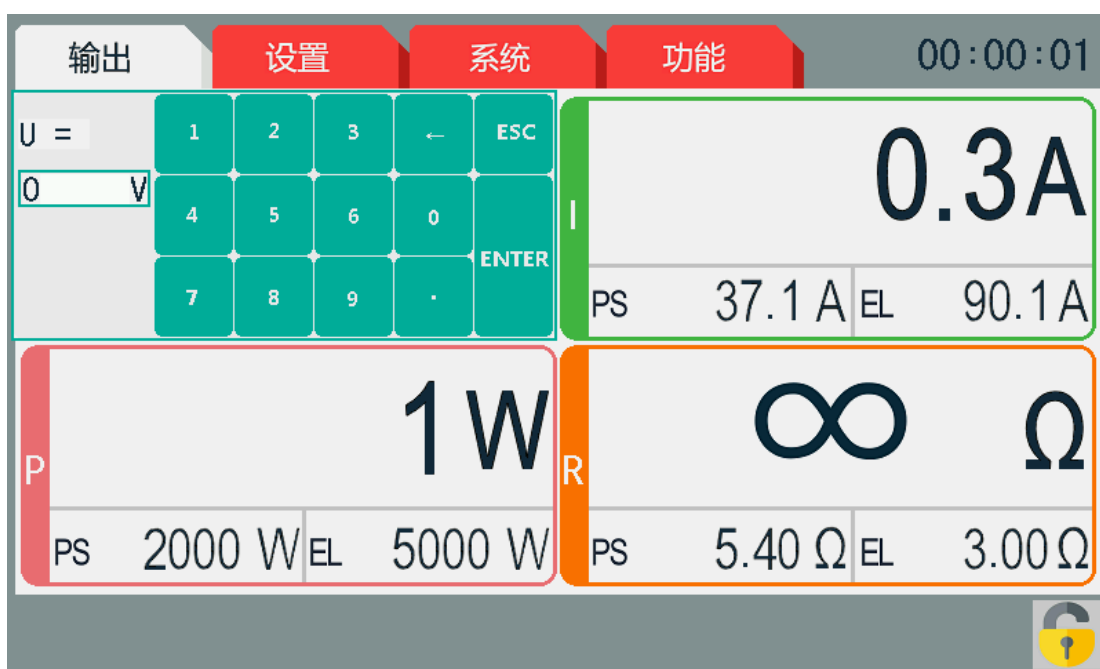 输出 设置 系统 功能 00:00:01
U =
0 V
1 2 3 ← ESC
4 5 6 0 ENTER
7 8 9 .
I
0.3A
PS 37.1 A EL 90.1 A
P
1W
PS 2000 W EL 5000 W
R
∞ Ω
PS 5.40 Ω EL 3.00 Ω